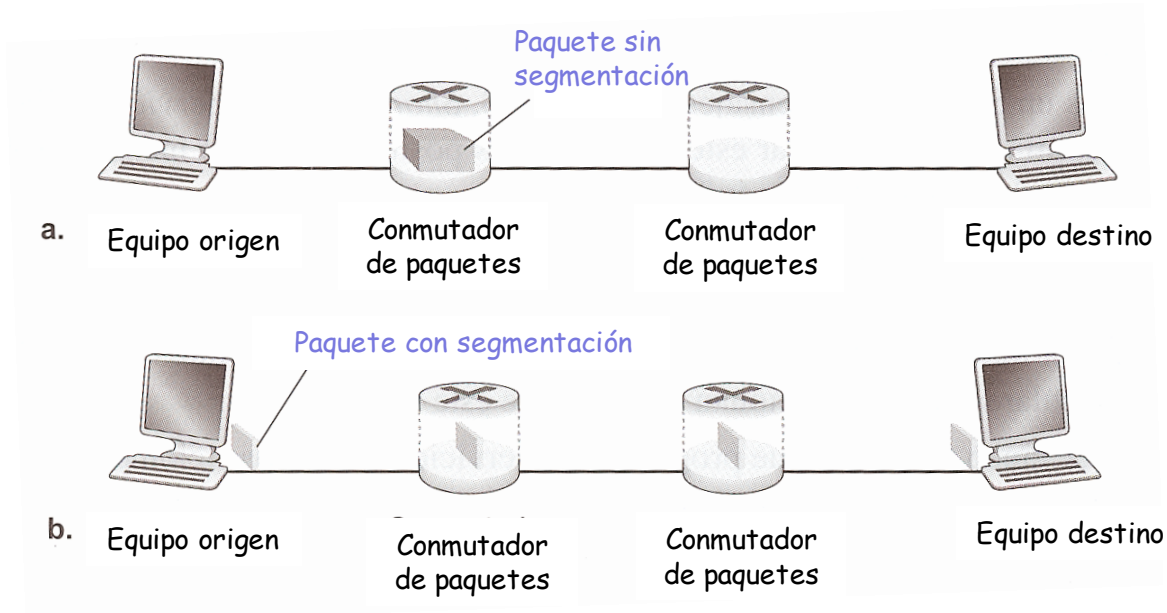 Paquete sin
segmentación
a.
Equipo origen
Conmutador
de paquetes
Conmutador
de paquetes
Equipo destino
Paquete con segmentación
b.
Equipo origen
Conmutador
de paquetes
Conmutador
de paquetes
Equipo destino